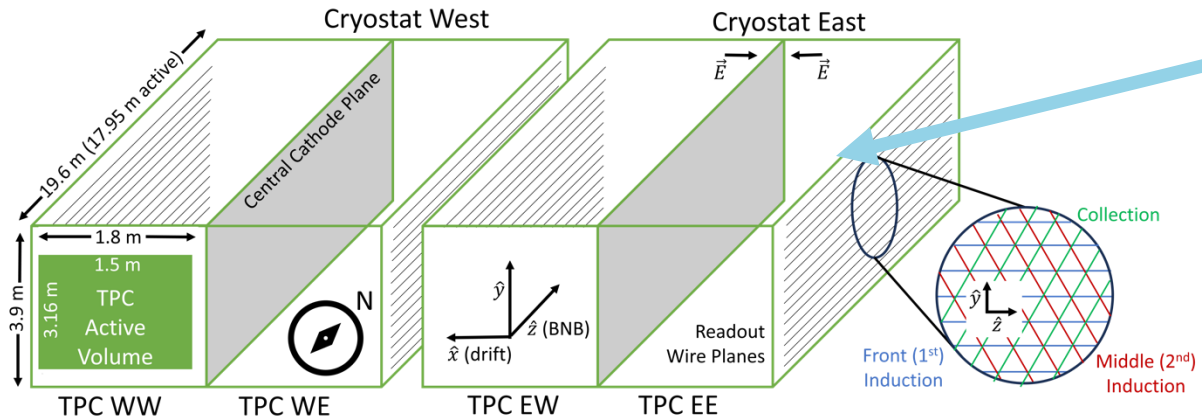 Cryostat West
Cryostat East
19.6 m (17.95 m active)
Central Cathode Plane
E⃗
E⃗
1.8 m
3.9 m
1.5 m
3.16 m
TPC
Active
Volume
N
ŷ
ẑ (BNB)
x̂ (drift)
Readout
Wire Planes
Collection
ŷ
ẑ
Front (1st)
Induction
Middle (2nd)
Induction
TPC WW
TPC WE
TPC EW
TPC EE